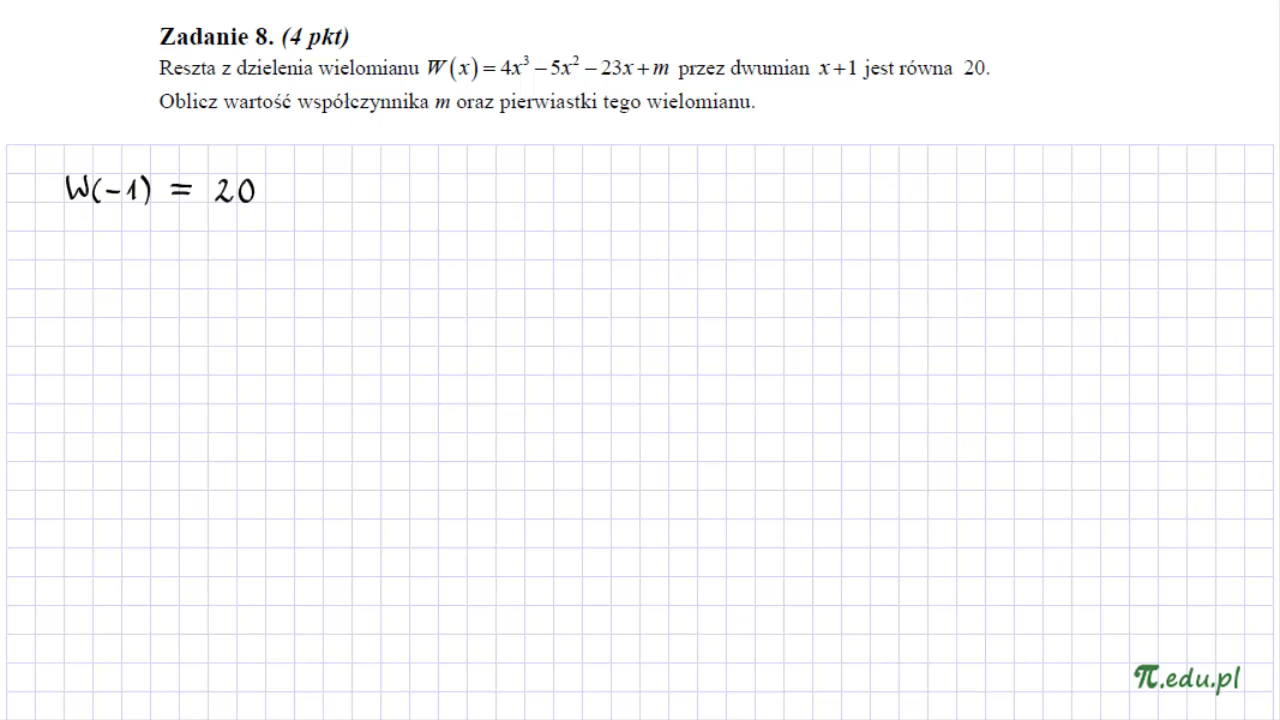 Zadanie 8. (4 pkt)
Reszta z dzielenia wielomianu W(x) = 4x³ − 5x² − 23x + m przez dwumian x + 1 jest równa 20.
Oblicz wartość współczynnika m oraz pierwiastki tego wielomianu.
W(−1) = 20
π.edu.pl